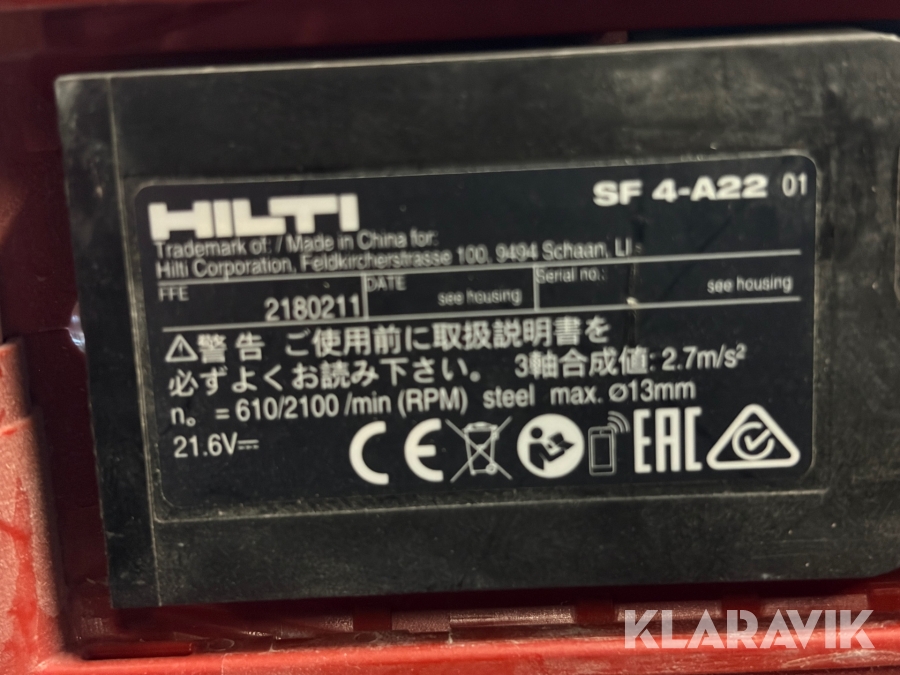 HILTI
SF 4-A22 01
Trademark of: / Made in China for:
Hilti Corporation, Feldkircherstrasse 100, 9494 Schaan, LI
FFE 2180211
DATE see housing
Serial no.: see housing
⚠警告 ご使用前に取扱説明書を
必ずよくお読み下さい。 3軸合成値: 2.7m/s²
n₀ = 610/2100 /min (RPM) steel max. ø13mm
21.6V⎓
CE EAC
KLARAVIK